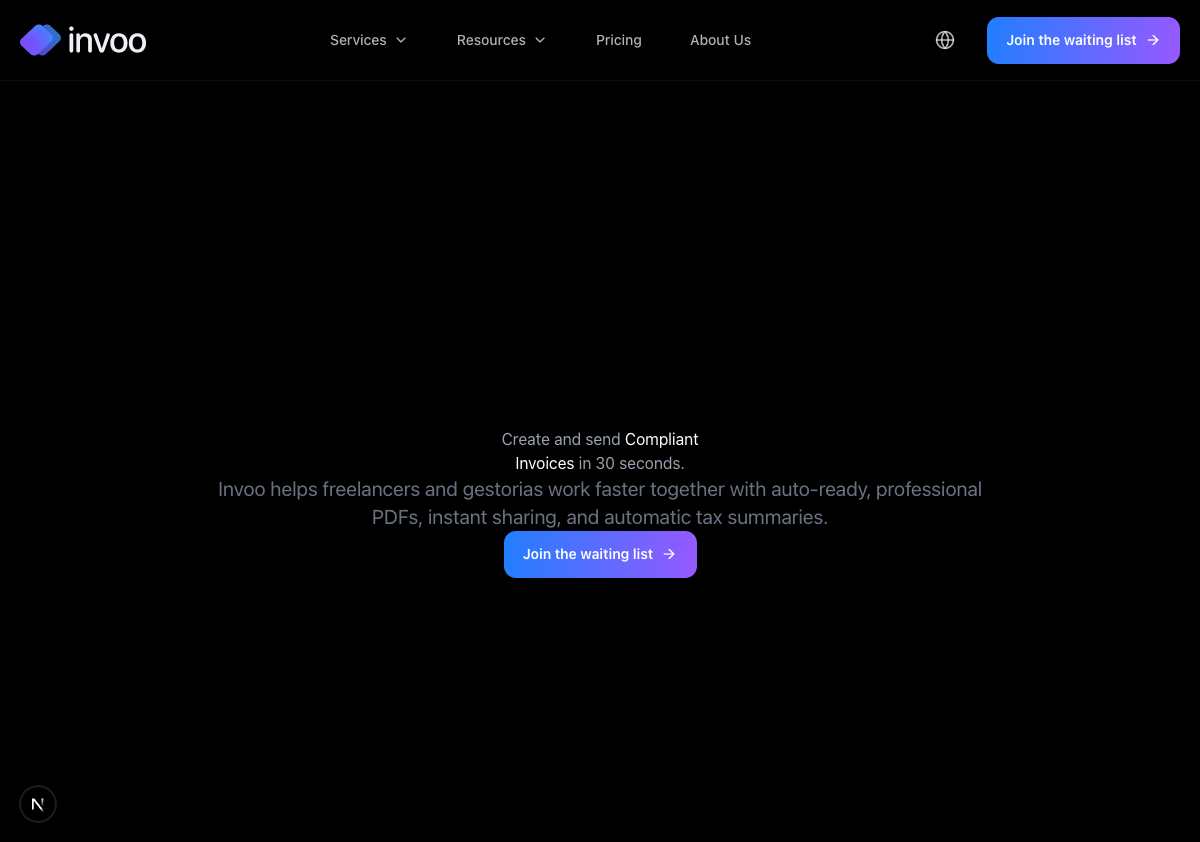 invoo
Services
Resources
Pricing
About Us
Join the waiting list
Create and send Compliant
Invoices in 30 seconds.
Invoo helps freelancers and gestorias work faster together with auto-ready, professional
PDFs, instant sharing, and automatic tax summaries.
Join the waiting list
N